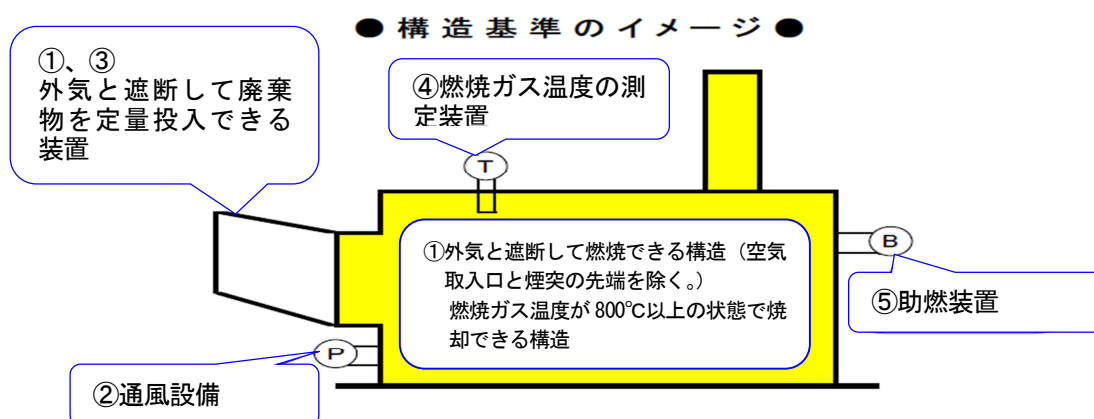 ● 構造基準のイメージ ●
①、③
外気と遮断して廃棄
物を定量投入できる
装置
④燃焼ガス温度の測
定装置
T
①外気と遮断して燃焼できる構造（空気
取入口と煙突の先端を除く。）
燃焼ガス温度が 800℃以上の状態で焼
却できる構造
B
⑤助燃装置
P
②通風設備